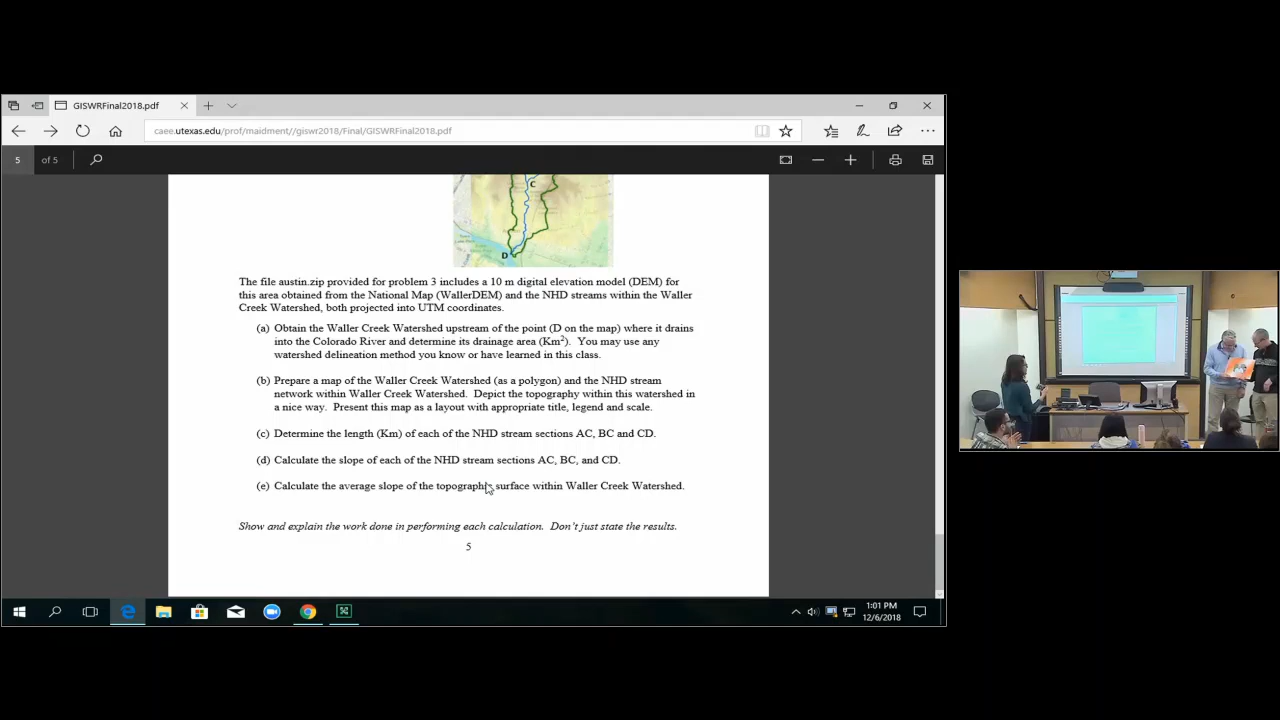 GISWRFinal2018.pdf
caee.utexas.edu/prof/maidment//giswr2018/Final/GISWRFinal2018.pdf
5 of 5
C
D
The file austin.zip provided for problem 3 includes a 10 m digital elevation model (DEM) for
this area obtained from the National Map (WallerDEM) and the NHD streams within the Waller
Creek Watershed, both projected into UTM coordinates.
(a) Obtain the Waller Creek Watershed upstream of the point (D on the map) where it drains
into the Colorado River and determine its drainage area (Km²). You may use any
watershed delineation method you know or have learned in this class.
(b) Prepare a map of the Waller Creek Watershed (as a polygon) and the NHD stream
network within Waller Creek Watershed. Depict the topography within this watershed in
a nice way. Present this map as a layout with appropriate title, legend and scale.
(c) Determine the length (Km) of each of the NHD stream sections AC, BC and CD.
(d) Calculate the slope of each of the NHD stream sections AC, BC, and CD.
(e) Calculate the average slope of the topographic surface within Waller Creek Watershed.
Show and explain the work done in performing each calculation. Don't just state the results.
5
1:01 PM
12/6/2018